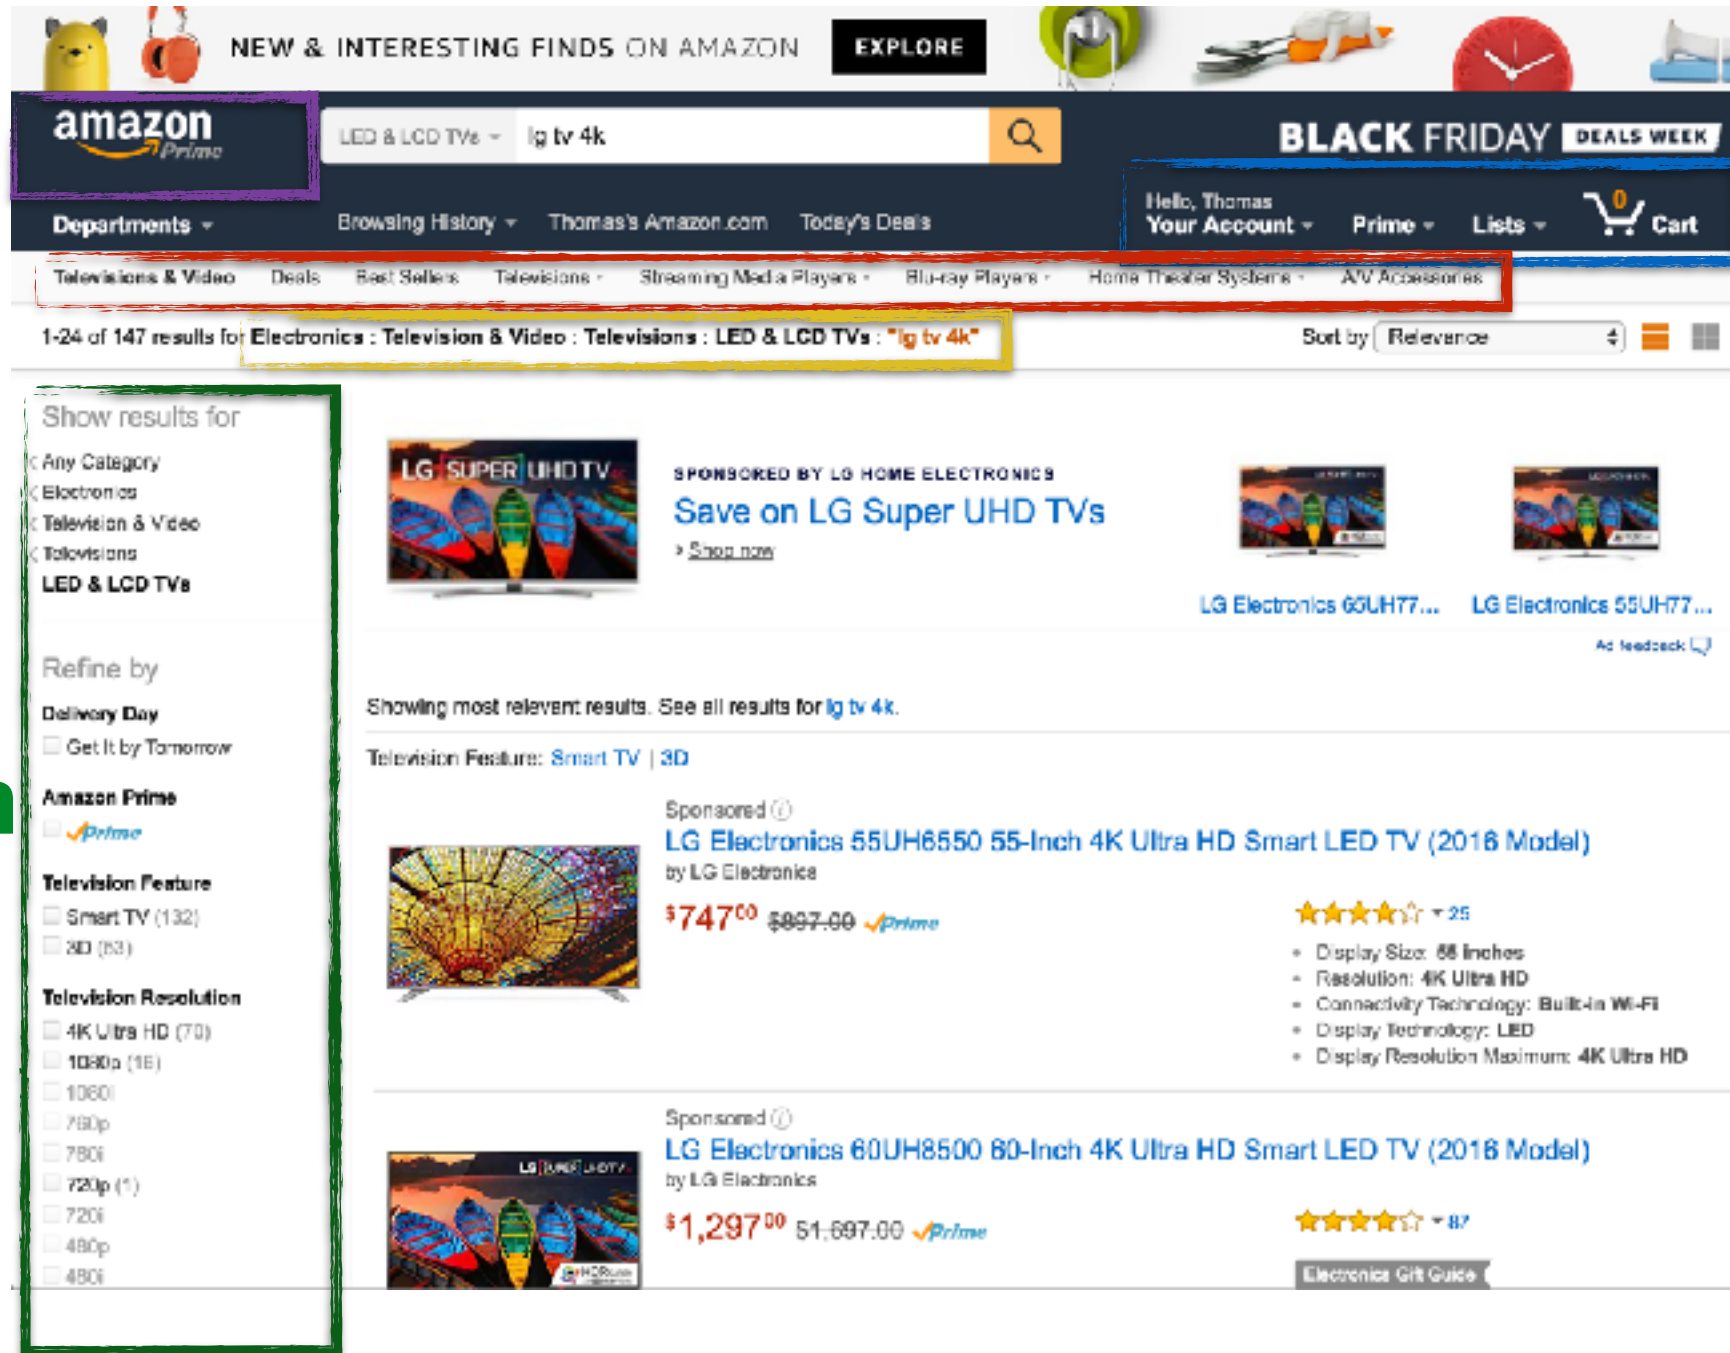 NEW & INTERESTING FINDS ON AMAZON EXPLORE
amazon
Prime
LED & LCD TVs lg tv 4k
BLACK FRIDAY DEALS WEEK
Hello, Thomas
Departments Browsing History Thomas's Amazon.com Today's Deals Your Account Prime Lists 0 Cart
Televisions & Video Deals Best Sellers Televisions Streaming Media Players Blu-ray Players Home Theater Systems A/V Accessories
1-24 of 147 results for Electronics : Television & Video : Televisions : LED & LCD TVs : "lg tv 4k" Sort by Relevance
Show results for
Any Category
Electronics
Television & Video
Televisions
LED & LCD TVs
Refine by
Delivery Day
Get It by Tomorrow
Amazon Prime
Prime
Television Feature
Smart TV (132)
3D (53)
Television Resolution
4K Ultra HD (70)
1080p (16)
1080i
760p
780i
720p (1)
720i
480p
480i
LG SUPER UHD TV
SPONSORED BY LG HOME ELECTRONICS
Save on LG Super UHD TVs
› Shop now
LG Electronics 65UH77... LG Electronics 55UH77...
Ad feedback
Showing most relevant results. See all results for lg tv 4k.
Television Feature: Smart TV | 3D
Sponsored
LG Electronics 55UH6550 55-Inch 4K Ultra HD Smart LED TV (2016 Model)
by LG Electronics
$74700 $897.00 Prime
25
Display Size: 55 inches
Resolution: 4K Ultra HD
Connectivity Technology: Built-in Wi-Fi
Display Technology: LED
Display Resolution Maximum: 4K Ultra HD
Sponsored
LG Electronics 60UH8500 60-Inch 4K Ultra HD Smart LED TV (2016 Model)
by LG Electronics
LG SUPER UHD TV
$1,29700 $1,697.00 Prime
87
Electronics Gift Guide